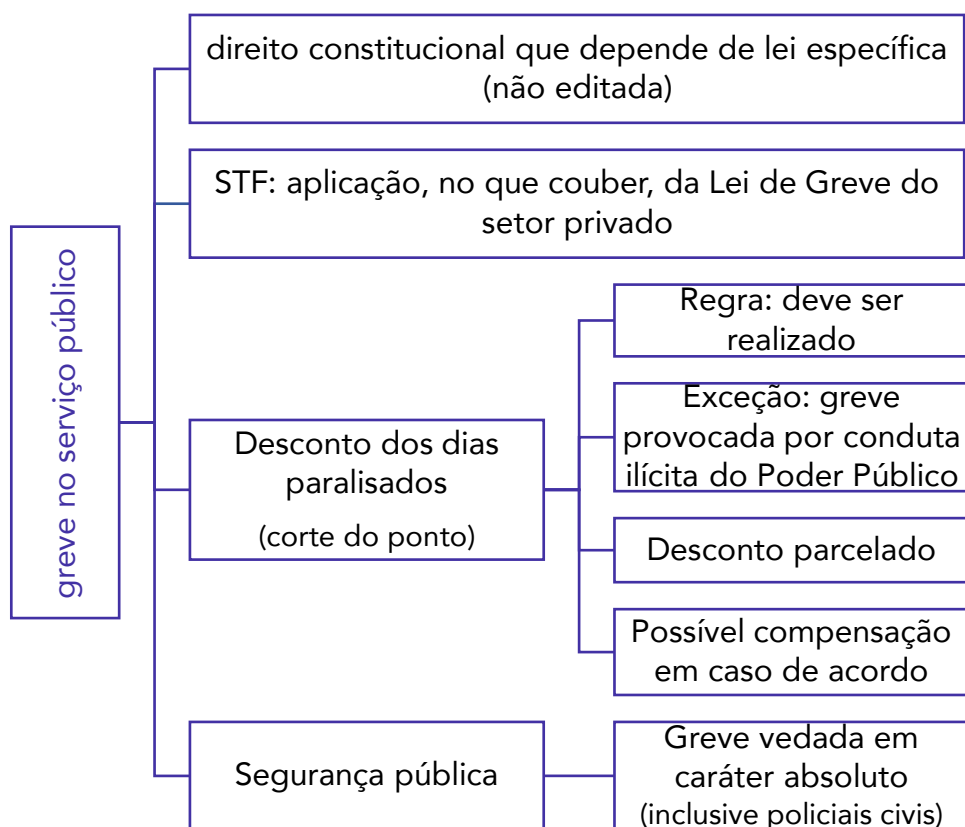 greve no serviço público
direito constitucional que depende de lei específica
(não editada)
STF: aplicação, no que couber, da Lei de Greve do
setor privado
Desconto dos dias
paralisados
(corte do ponto)
Regra: deve ser
realizado
Exceção: greve
provocada por conduta
ilícita do Poder Público
Desconto parcelado
Possível compensação
em caso de acordo
Segurança pública
Greve vedada em
caráter absoluto
(inclusive policiais civis)